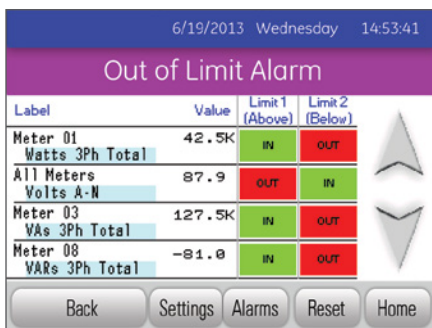 6/19/2013 Wednesday 14:53:41
Out of Limit Alarm
Label Value Limit 1 (Above) Limit 2 (Below)
Meter 01 42.5K IN OUT
Watts 3Ph Total
All Meters 87.9 OUT IN
Volts A-N
Meter 03 127.5K IN OUT
VAs 3Ph Total
Meter 08 -81.0 IN OUT
VARs 3Ph Total
Back Settings Alarms Reset Home